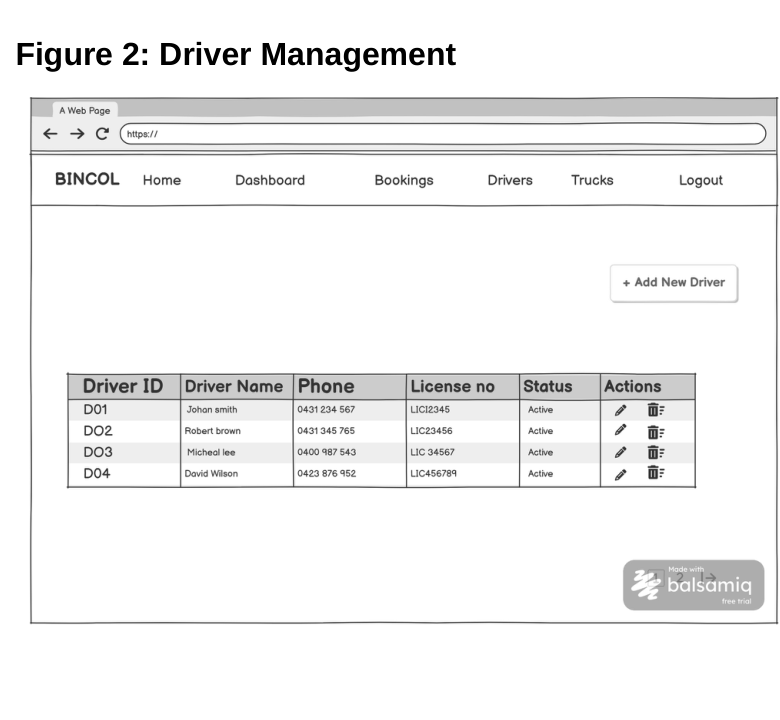 Figure 2: Driver Management
A Web Page
https://
BINCOL Home Dashboard Bookings Drivers Trucks Logout
+ Add New Driver
Driver ID Driver Name Phone License no Status Actions
D01 Johan smith 0431 234 567 LIC12345 Active
DO2 Robert brown 0431 345 765 LIC23456 Active
DO3 Micheal lee 0400 987 543 LIC 34567 Active
D04 David Wilson 0423 876 952 LIC456789 Active
2
Made with
balsamiq
free trial